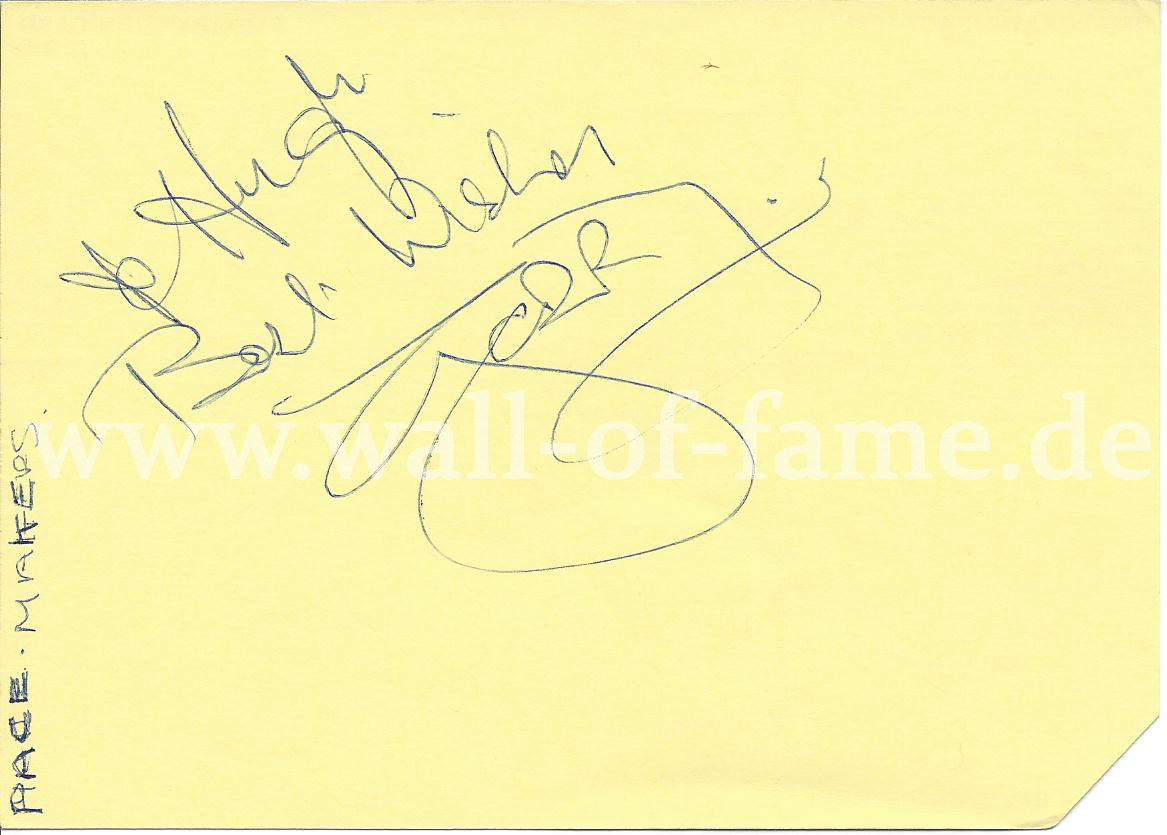 To Hugh
Best Wishes
www.wall-of-fame.de
PACE-MAKERS.